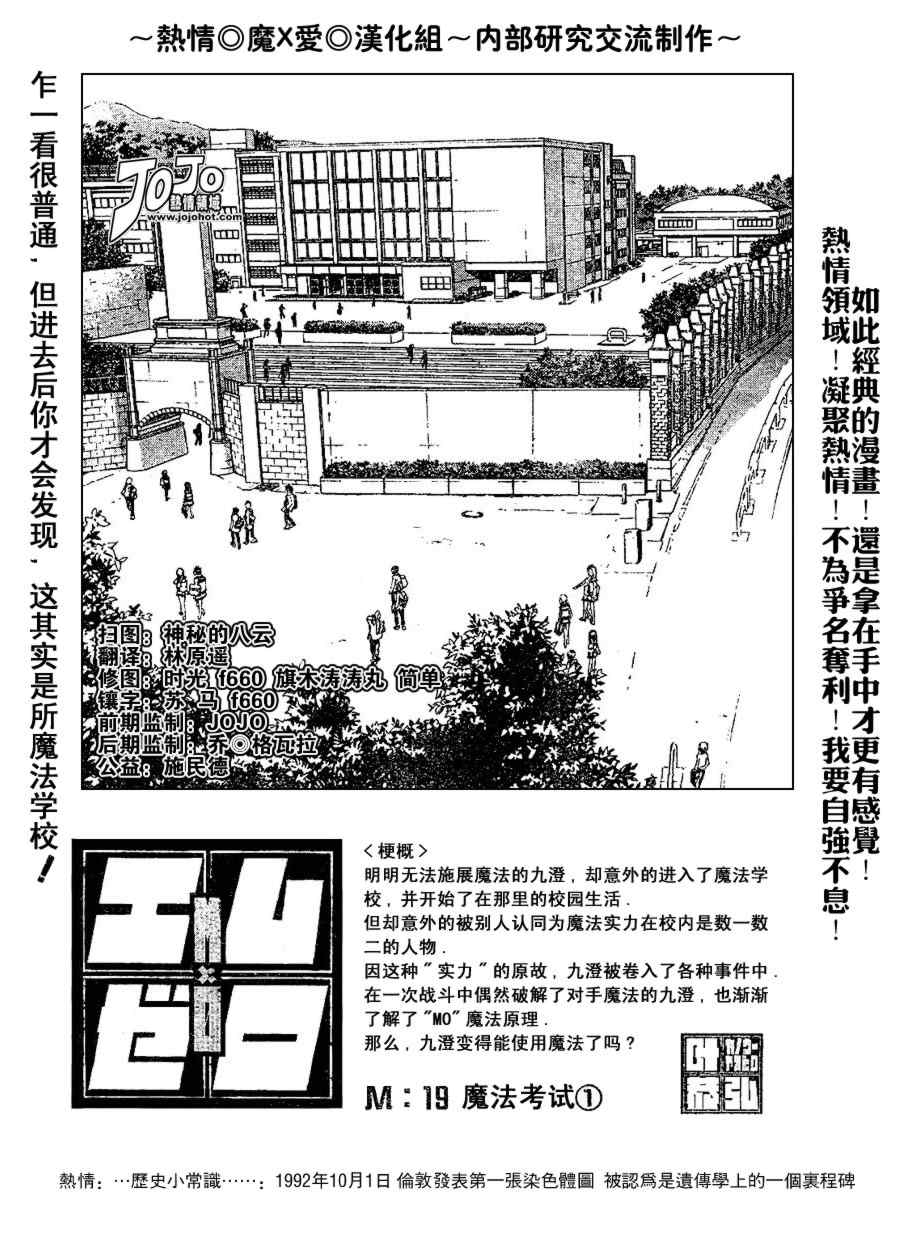 ～熱情◎魔X愛◎漢化組～内部研究交流制作～
乍一看很普通，但进去后你才会发现，这其实是所魔法学校！
如此經典的漫畫！還是拿在手中才更有感覺！
熱情領域！凝聚熱情！不為爭名奪利！我要自強不息！
JOJO
熱情領域
www.jojohot.com
扫图：神秘的八云
翻译：林原遥
修图：时光 f660 旗木涛涛丸 简单
镶字：苏 马 f660
前期监制：JOJO
后期监制：乔◎格瓦拉
公益：施民德
エム
ゼロ
＜梗概＞
明明无法施展魔法的九澄，却意外的进入了魔法学
校，并开始了在那里的校园生活．
但却意外的被别人认同为魔法实力在校内是数一数
二的人物．
因这种＂实力＂的原故，九澄被卷入了各种事件中．
在一次战斗中偶然破解了对手魔法的九澄，也渐渐
了解了"M0"魔法原理．
那么，九澄变得能使用魔法了吗？
M：19 魔法考试①
熱情：…歷史小常識……：1992年10月1日 倫敦發表第一張染色體圖 被認爲是遺傳學上的一個裏程碑